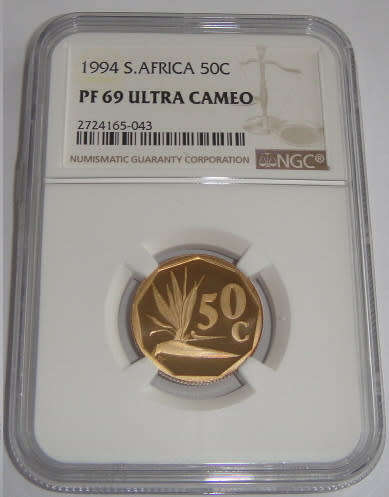 1994 S.AFRICA 50C
PF 69 ULTRA CAMEO
2724165-043
NUMISMATIC GUARANTY CORPORATION NGC®
50
C